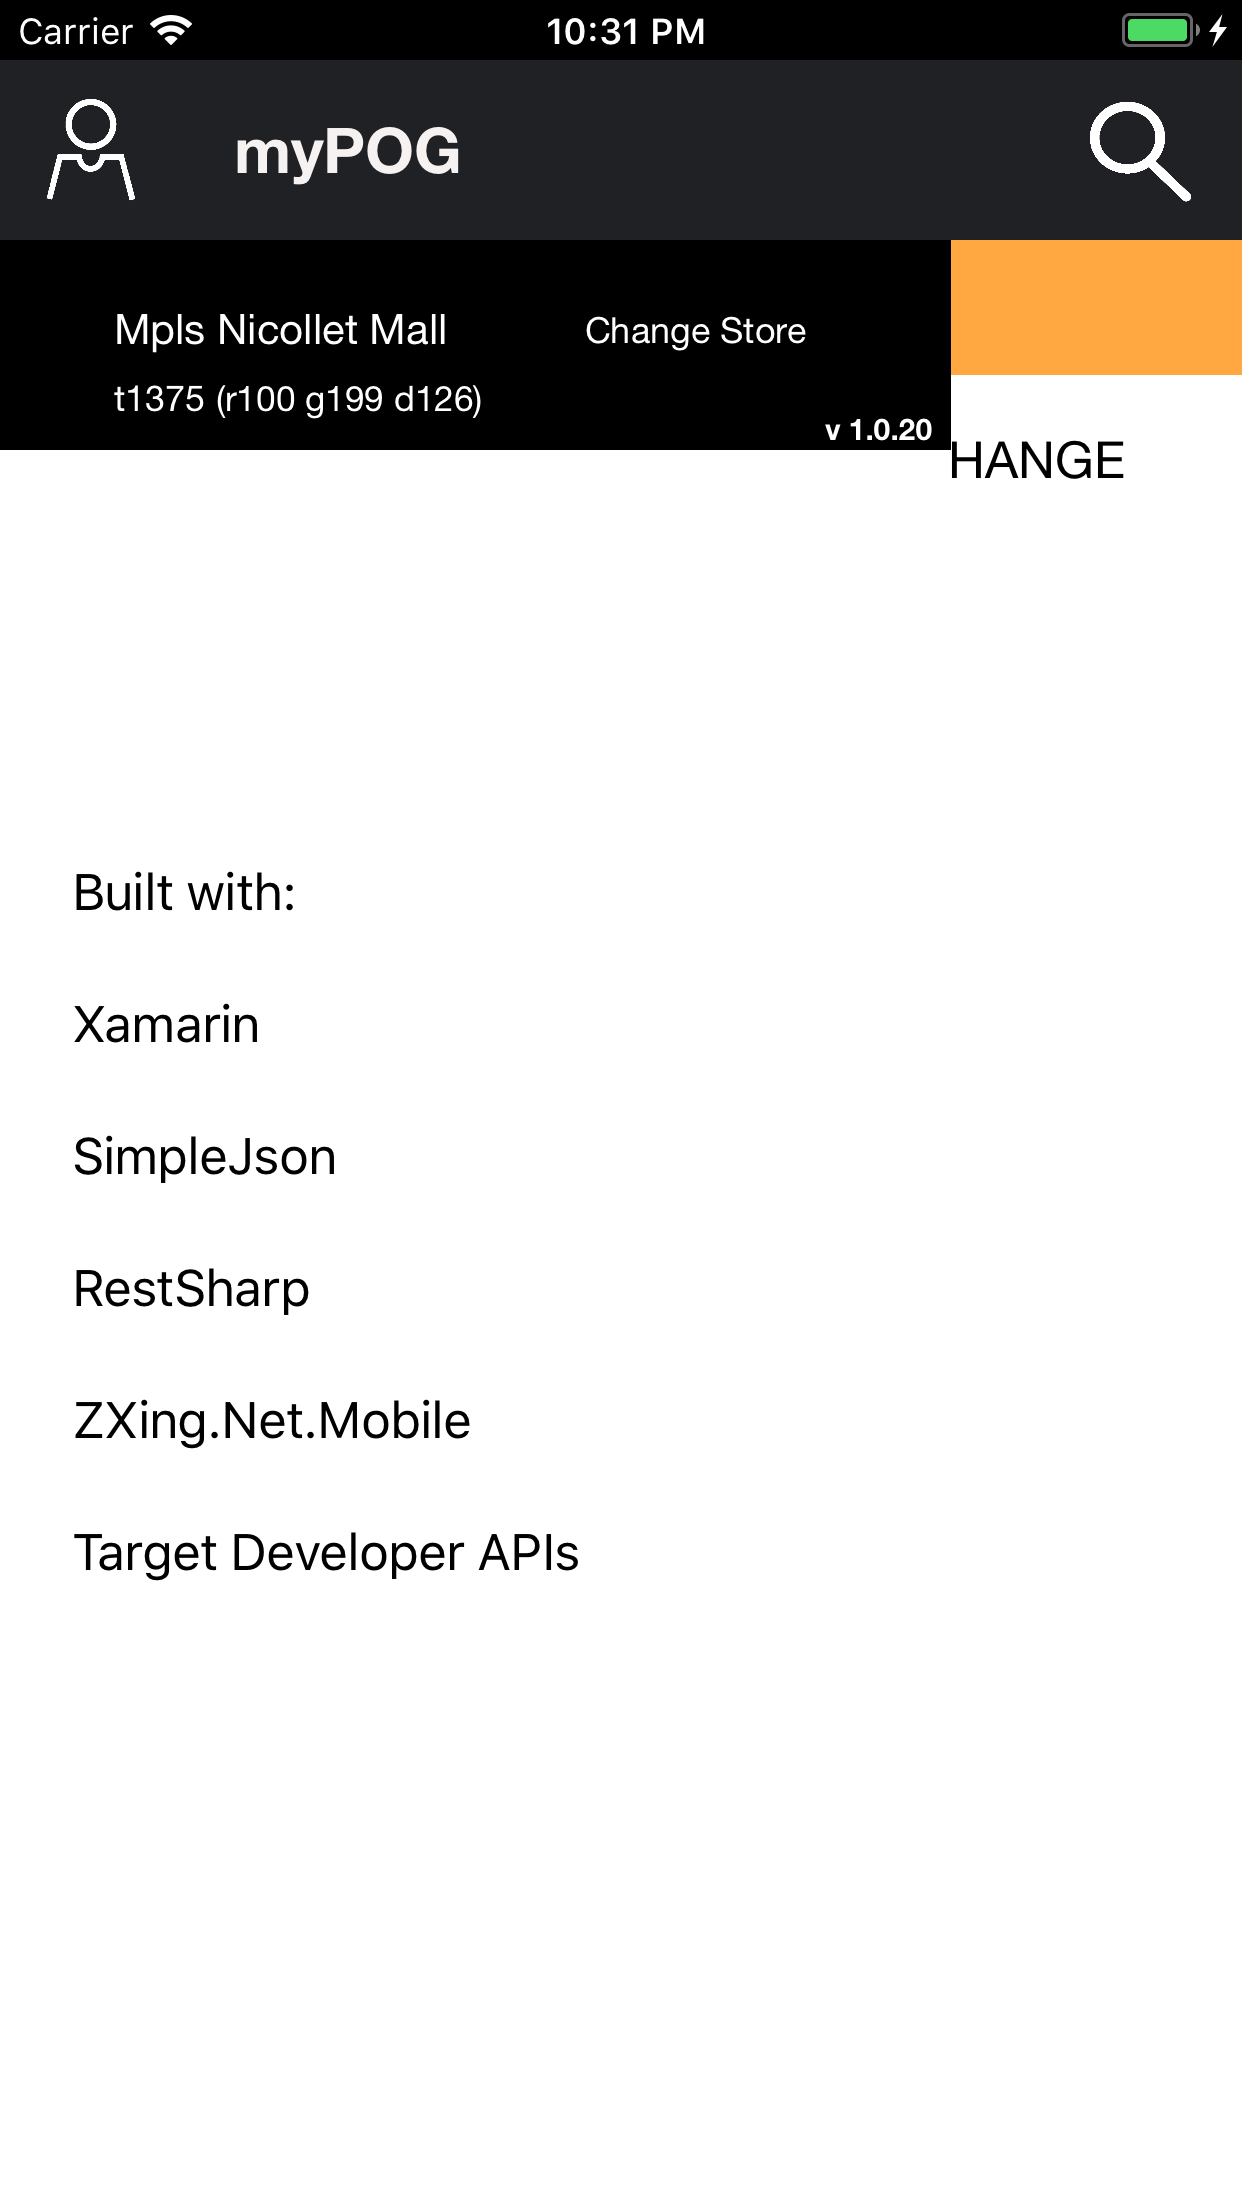 Carrier 10:31 PM
myPOG
Mpls Nicollet Mall Change Store
t1375 (r100 g199 d126)
v 1.0.20
HANGE
Built with:
Xamarin
SimpleJson
RestSharp
ZXing.Net.Mobile
Target Developer APIs